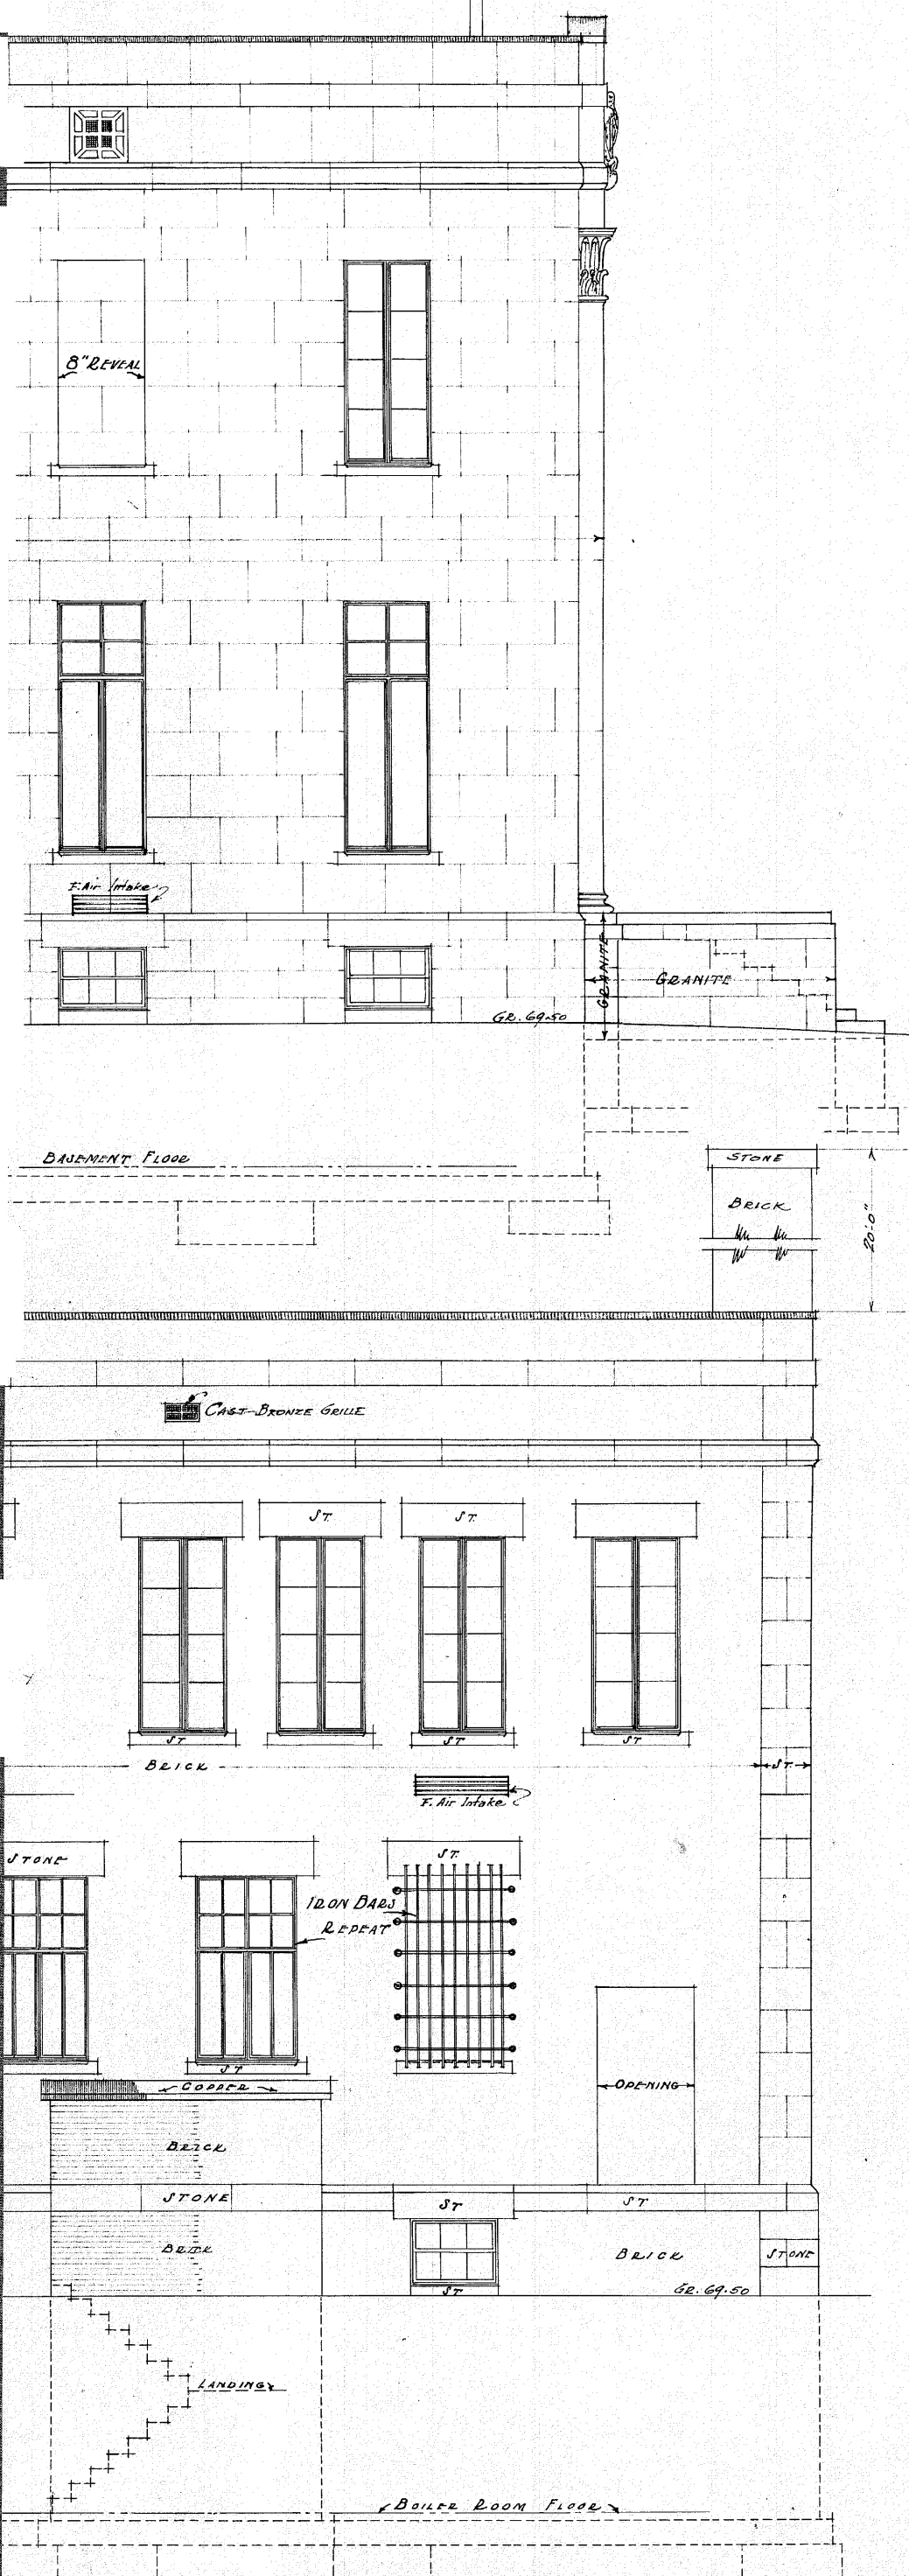 8" REVEAL
F. Air Intake
GRANITE
GRANITE
GR. 69.50
BASEMENT FLOOR
STONE
BRICK
20'-0"
CAST BRONZE GRILLE
ST.
ST.
ST
ST
ST
BRICK
ST.
F. Air Intake
STONE
ST.
IRON BARS
REPEAT
ST
COPPER
OPENING
BRICK
STONE
ST
ST
BRICK
BRICK
STONE
ST
GR. 69.50
LANDING
BOILER ROOM FLOOR